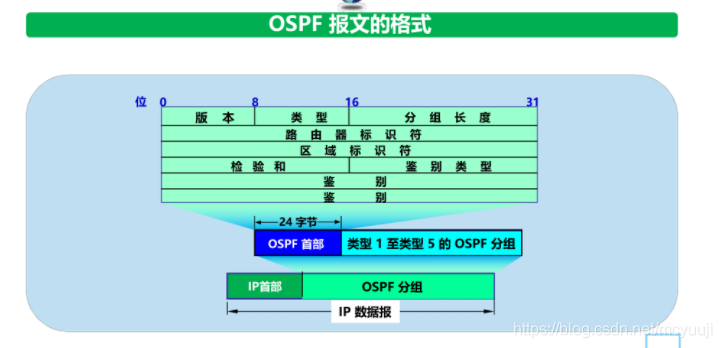 OSPF 报文的格式
位 0 8 16 31
版 本 类 型 分 组 长 度
路 由 器 标 识 符
区 域 标 识 符
检 验 和 鉴 别 类 型
鉴 别
鉴 别
24 字节
OSPF 首部 类型 1 至类型 5 的 OSPF 分组
IP首部 OSPF 分组
IP 数据报
https://blog.csdn.net/mcyuuji